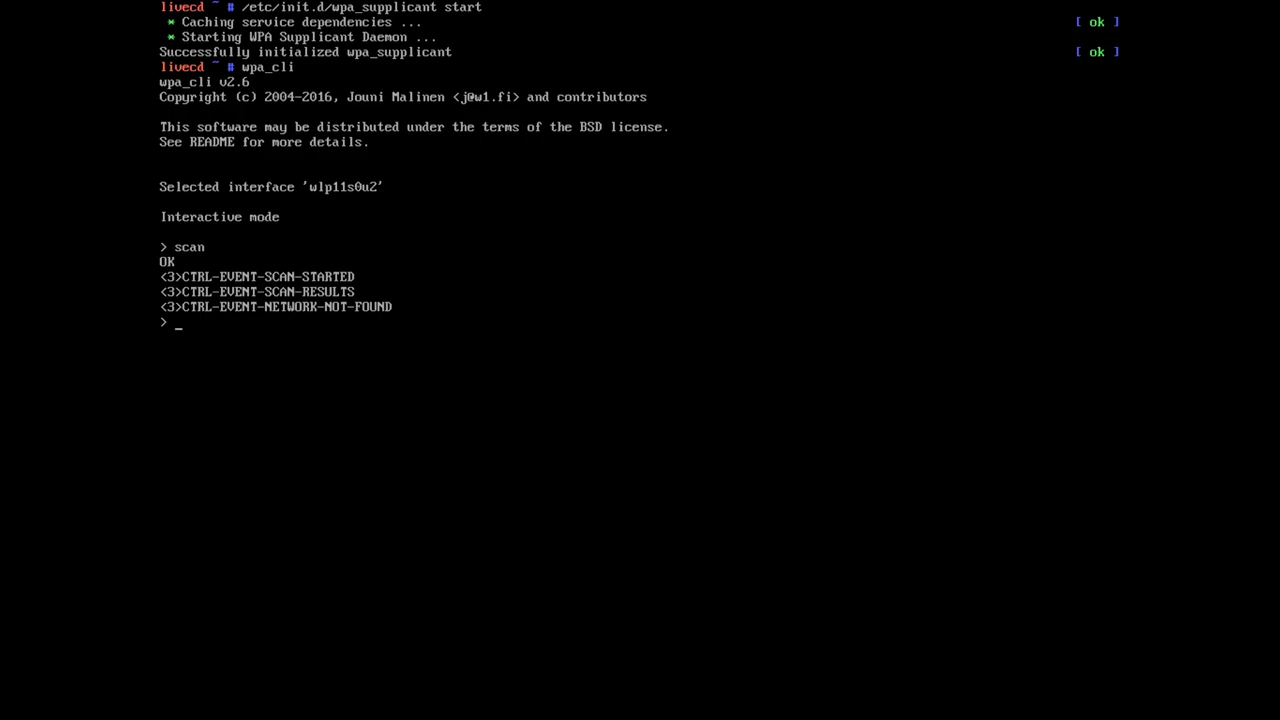 livecd ~ # /etc/init.d/wpa_supplicant start
* Caching service dependencies ... [ ok ]
* Starting WPA Supplicant Daemon ...
Successfully initialized wpa_supplicant [ ok ]
livecd ~ # wpa_cli
wpa_cli v2.6
Copyright (c) 2004-2016, Jouni Malinen <j@w1.fi> and contributors
This software may be distributed under the terms of the BSD license.
See README for more details.
Selected interface 'wlp11s0u2'
Interactive mode
> scan
OK
<3>CTRL-EVENT-SCAN-STARTED
<3>CTRL-EVENT-SCAN-RESULTS
<3>CTRL-EVENT-NETWORK-NOT-FOUND
> _